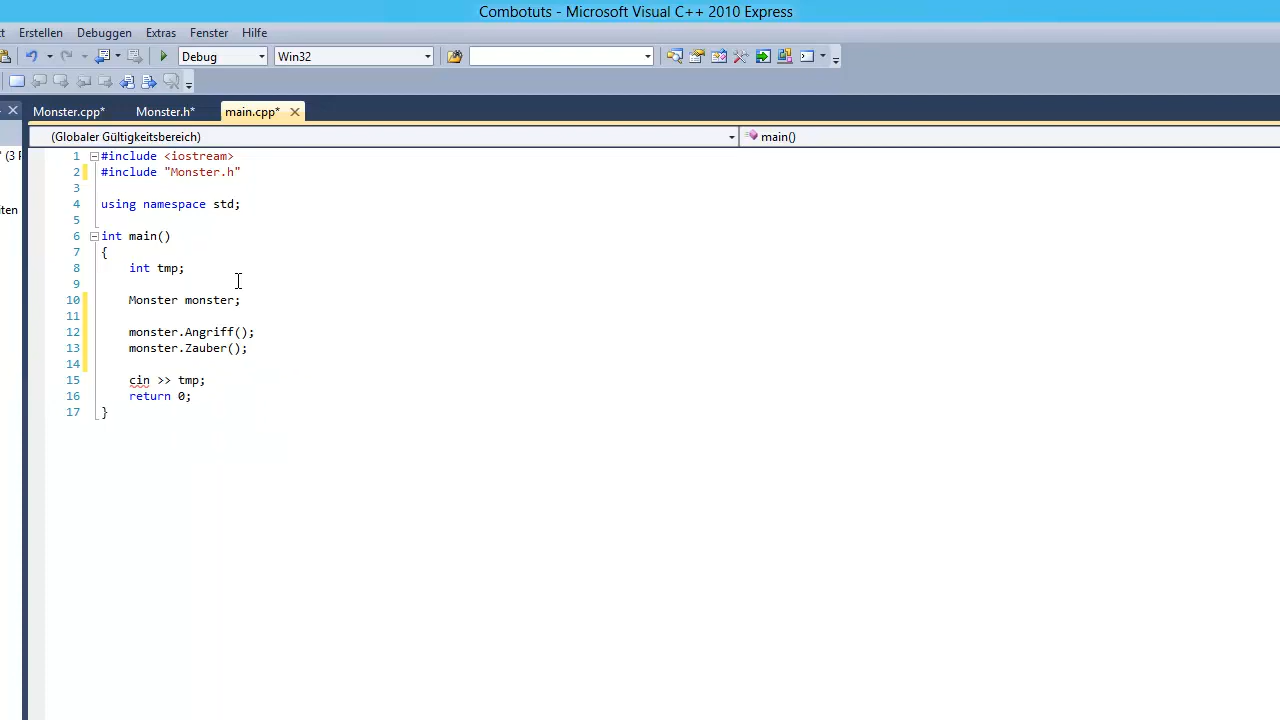 Combotuts - Microsoft Visual C++ 2010 Express
t Erstellen Debuggen Extras Fenster Hilfe
Debug Win32
Monster.cpp* Monster.h* main.cpp*
(Globaler Gültigkeitsbereich) main()
1 #include <iostream>
2 #include "Monster.h"
3
4 using namespace std;
5
6 int main()
7 {
8 int tmp;
9
10 Monster monster;
11
12 monster.Angriff();
13 monster.Zauber();
14
15 cin >> tmp;
16 return 0;
17 }
iten